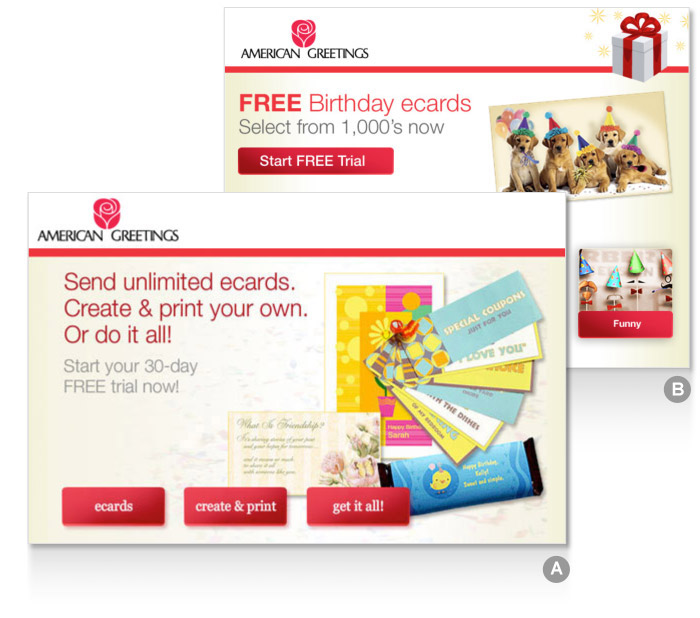 AMERICAN GREETINGS
FREE Birthday ecards
Select from 1,000's now
Start FREE Trial
Funny
B
AMERICAN GREETINGS
Send unlimited ecards.
Create & print your own.
Or do it all!
Start your 30-day
FREE trial now!
SPECIAL COUPONS
JUST FOR YOU
LOVE YOU"
WITH THE DISHES
OF MY BEDROOM
What Is Friendship?
Happy Birthday
Sarah
Happy Birthday,
Kelly!
Sweet and simple.
ecards
create & print
get it all!
A